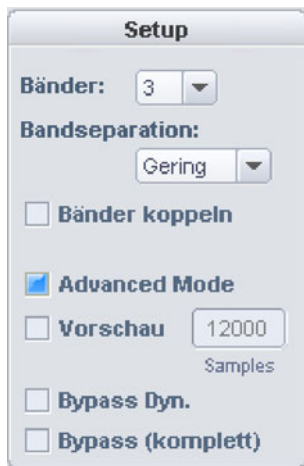 Setup
Bänder: 3
Bandseparation:
Gering
Bänder koppeln
Advanced Mode
Vorschau 12000
Samples
Bypass Dyn.
Bypass (komplett)